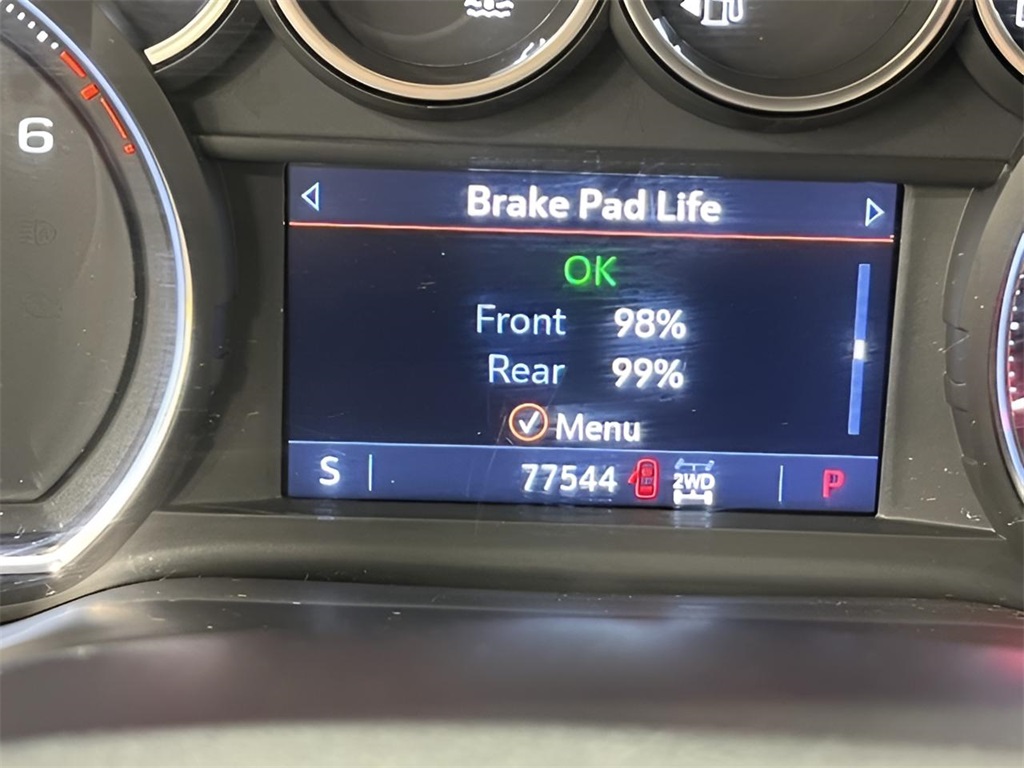 6
Brake Pad Life
OK
Front 98%
Rear 99%
Menu
S 77544 2WD P